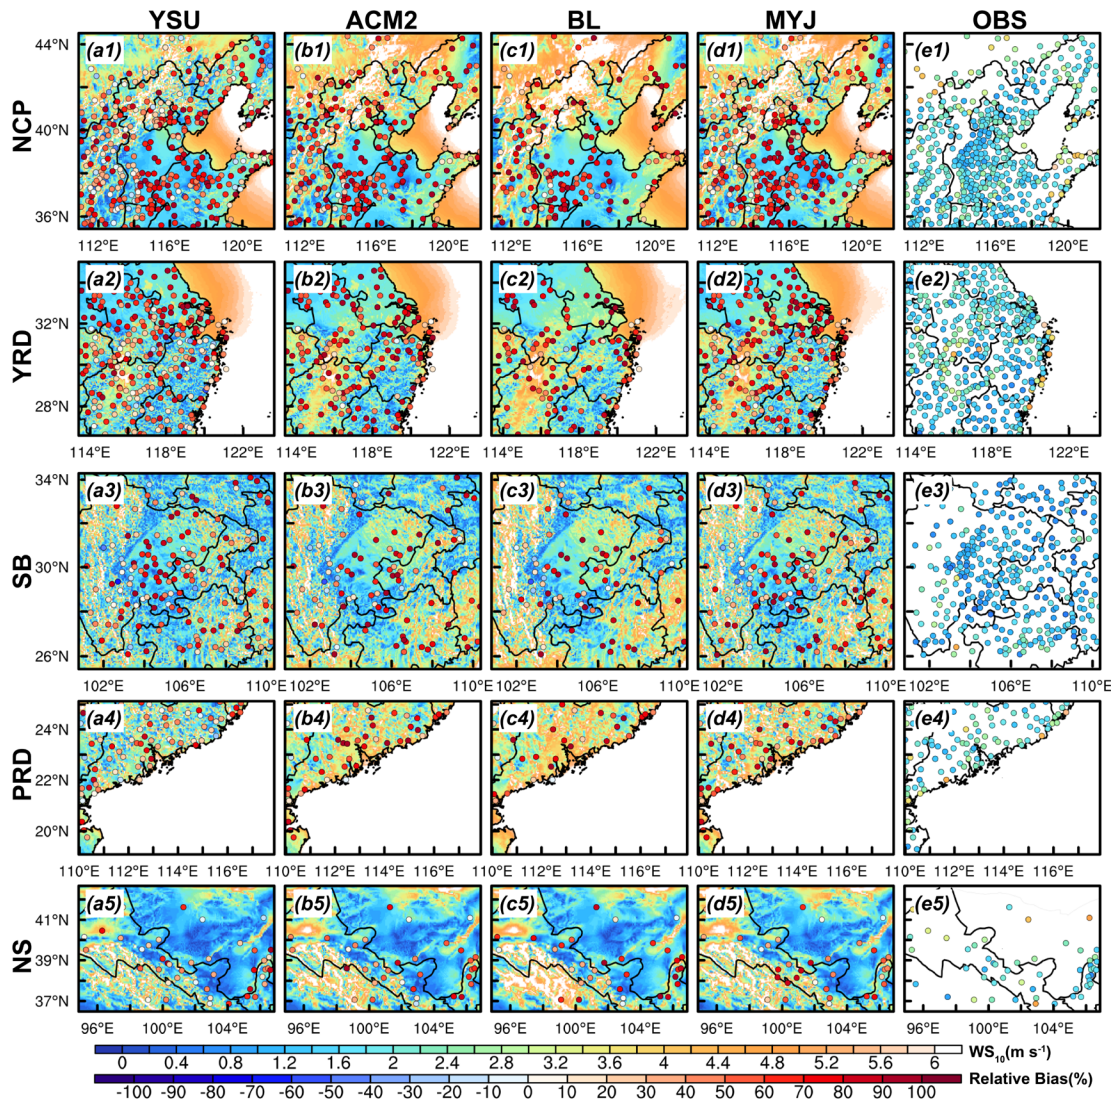 YSU ACM2 BL MYJ OBS
NCP
44°N (a1) (b1) (c1) (d1) (e1)
40°N
36°N
112°E 116°E 120°E 112°E 116°E 120°E 112°E 116°E 120°E 112°E 116°E 120°E 112°E 116°E 120°E
YRD
(a2) (b2) (c2) (d2) (e2)
32°N
28°N
114°E 118°E 122°E 114°E 118°E 122°E 114°E 118°E 122°E 114°E 118°E 122°E 114°E 118°E 122°E
SB
34°N (a3) (b3) (c3) (d3) (e3)
30°N
26°N
102°E 106°E 110°E 102°E 106°E 110°E 102°E 106°E 110°E 102°E 106°E 110°E 102°E 106°E 110°E
PRD
(a4) (b4) (c4) (d4) (e4)
24°N
22°N
20°N
110°E 112°E 114°E 116°E 110°E 112°E 114°E 116°E 110°E 112°E 114°E 116°E 110°E 112°E 114°E 116°E 110°E 112°E 114°E 116°E
NS
(a5) (b5) (c5) (d5) (e5)
41°N
39°N
37°N
96°E 100°E 104°E 96°E 100°E 104°E 96°E 100°E 104°E 96°E 100°E 104°E 96°E 100°E 104°E
0 0.4 0.8 1.2 1.6 2 2.4 2.8 3.2 3.6 4 4.4 4.8 5.2 5.6 6 WS₁₀(m s⁻¹)
-100 -90 -80 -70 -60 -50 -40 -30 -20 -10 0 10 20 30 40 50 60 70 80 90 100 Relative Bias(%)